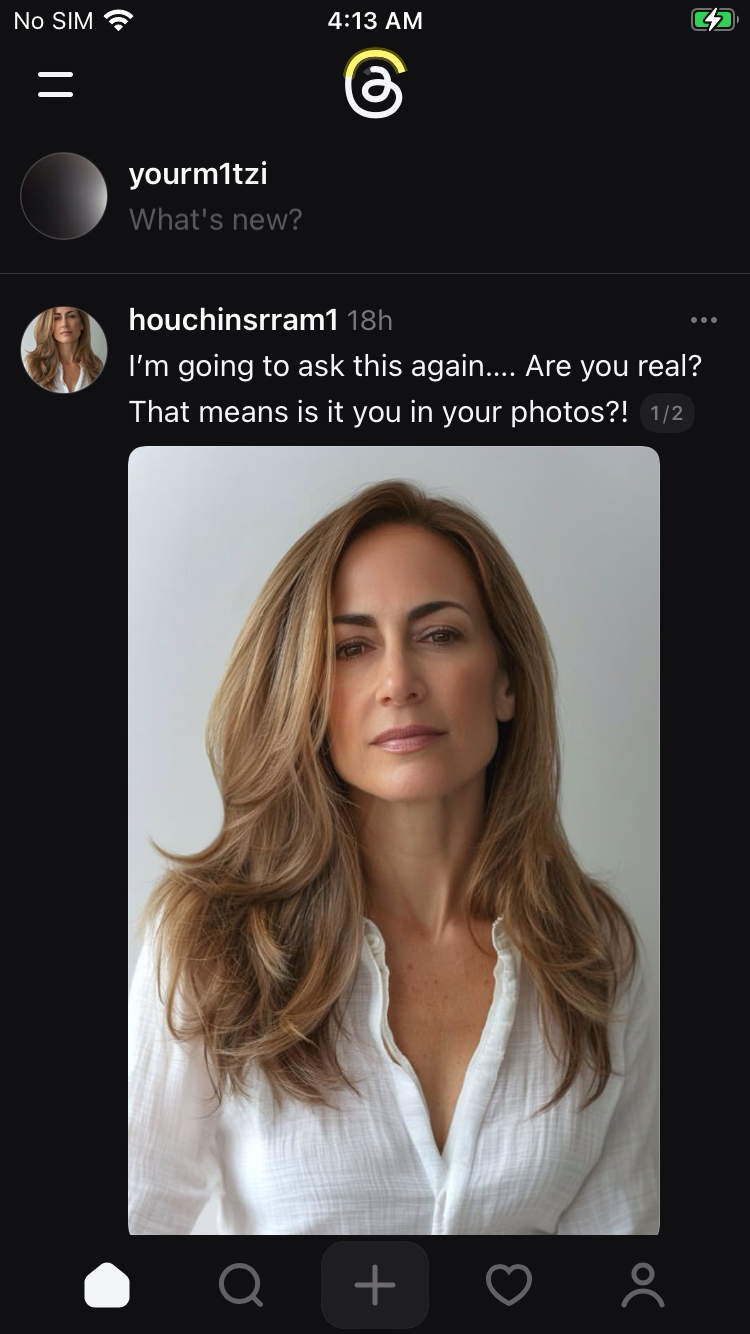 No SIM 4:13 AM
yourm1tzi
What's new?
houchinsrram1 18h
I’m going to ask this again.... Are you real?
That means is it you in your photos?! 1/2